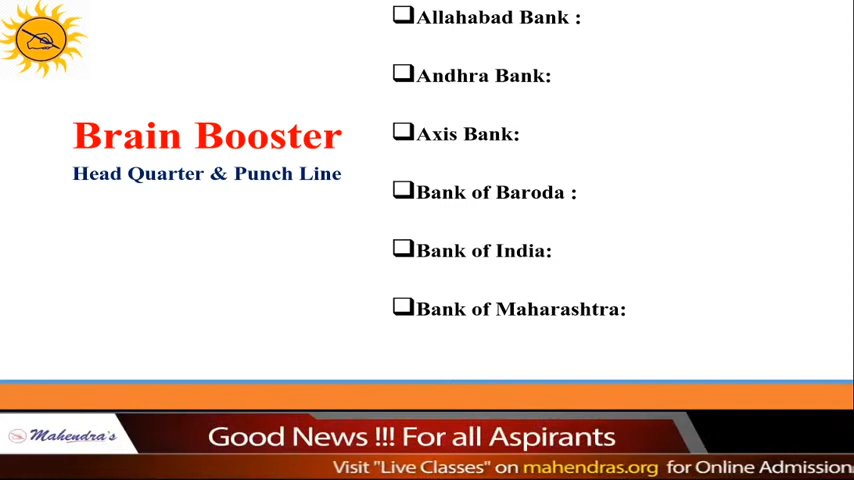 Allahabad Bank :
Andhra Bank:
Brain Booster
Axis Bank:
Head Quarter & Punch Line
Bank of Baroda :
Bank of India:
Bank of Maharashtra:
Mahendra's
Good News !!! For all Aspirants
Visit "Live Classes" on mahendras.org for Online Admission